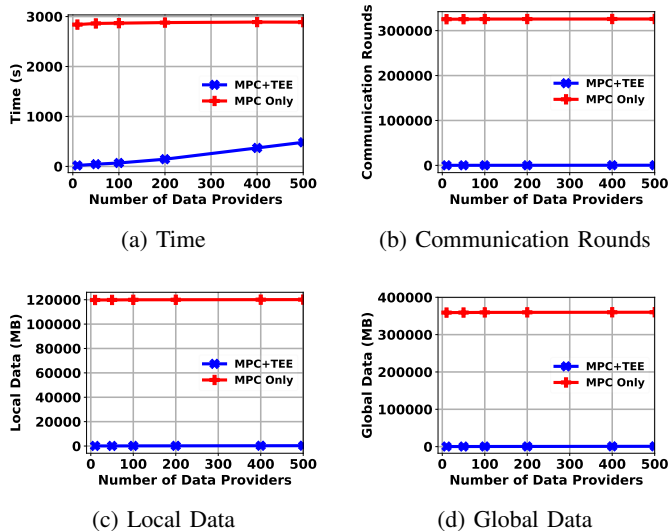 3000
2000
1000
0
Time (s)
MPC+TEE
MPC Only
0 100 200 300 400 500
Number of Data Providers
(a) Time
300000
200000
100000
0
Communication Rounds
MPC+TEE
MPC Only
0 100 200 300 400 500
Number of Data Providers
(b) Communication Rounds
120000
100000
80000
60000
40000
20000
0
Local Data (MB)
MPC+TEE
MPC Only
0 100 200 300 400 500
Number of Data Providers
(c) Local Data
400000
300000
200000
100000
0
Global Data (MB)
MPC+TEE
MPC Only
0 100 200 300 400 500
Number of Data Providers
(d) Global Data